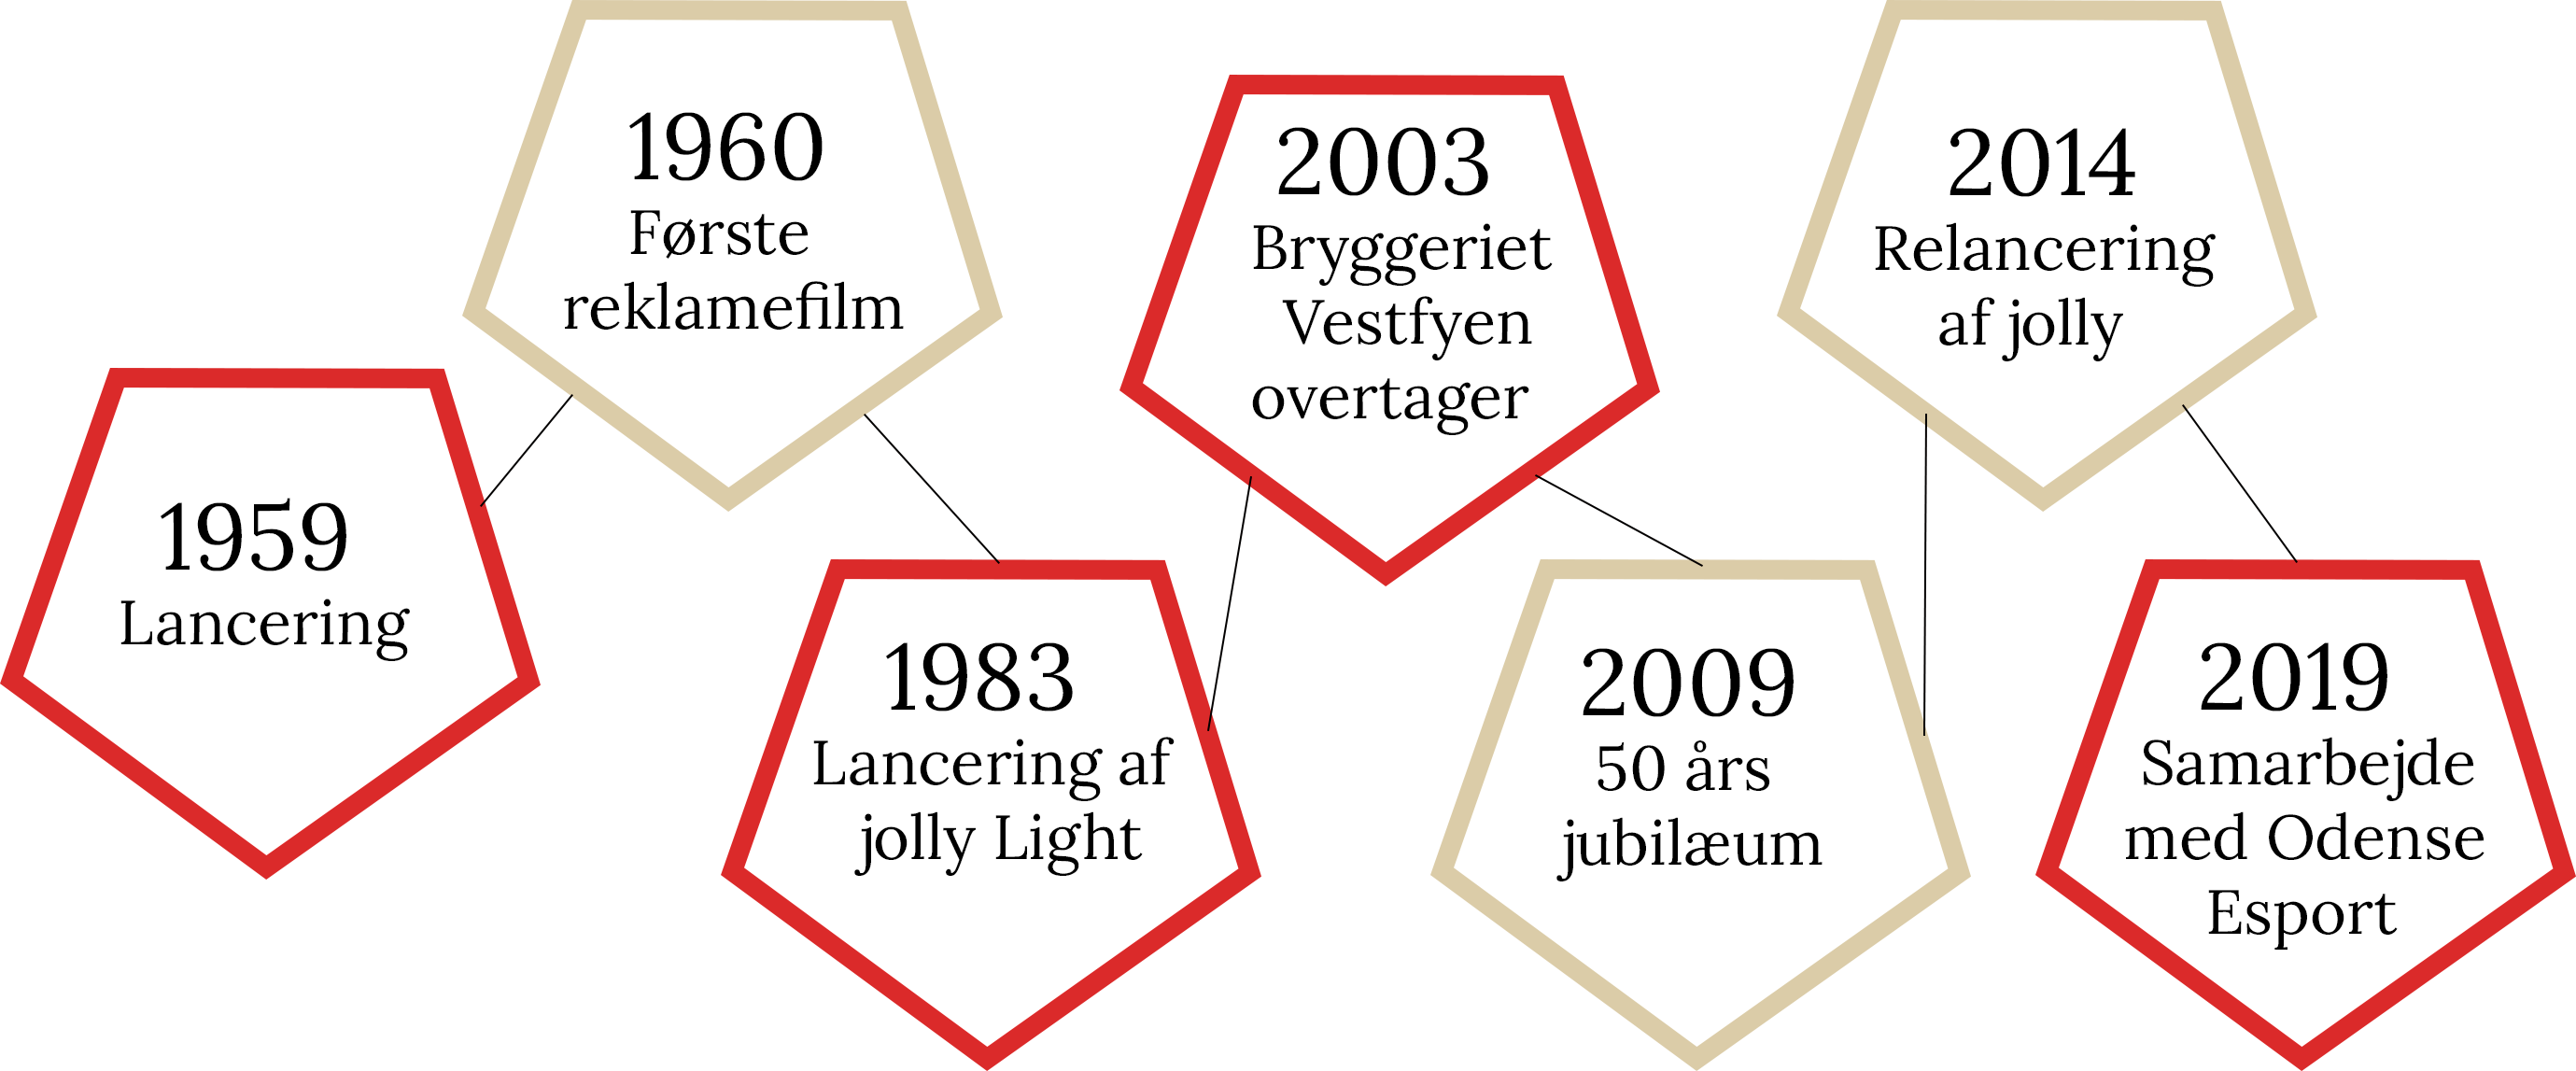 1959
Lancering
1960
Første
reklamefilm
1983
Lancering af
jolly Light
2003
Bryggeriet
Vestfyen
overtager
2009
50 års
jubilæum
2014
Relancering
af jolly
2019
Samarbejde
med Odense
Esport